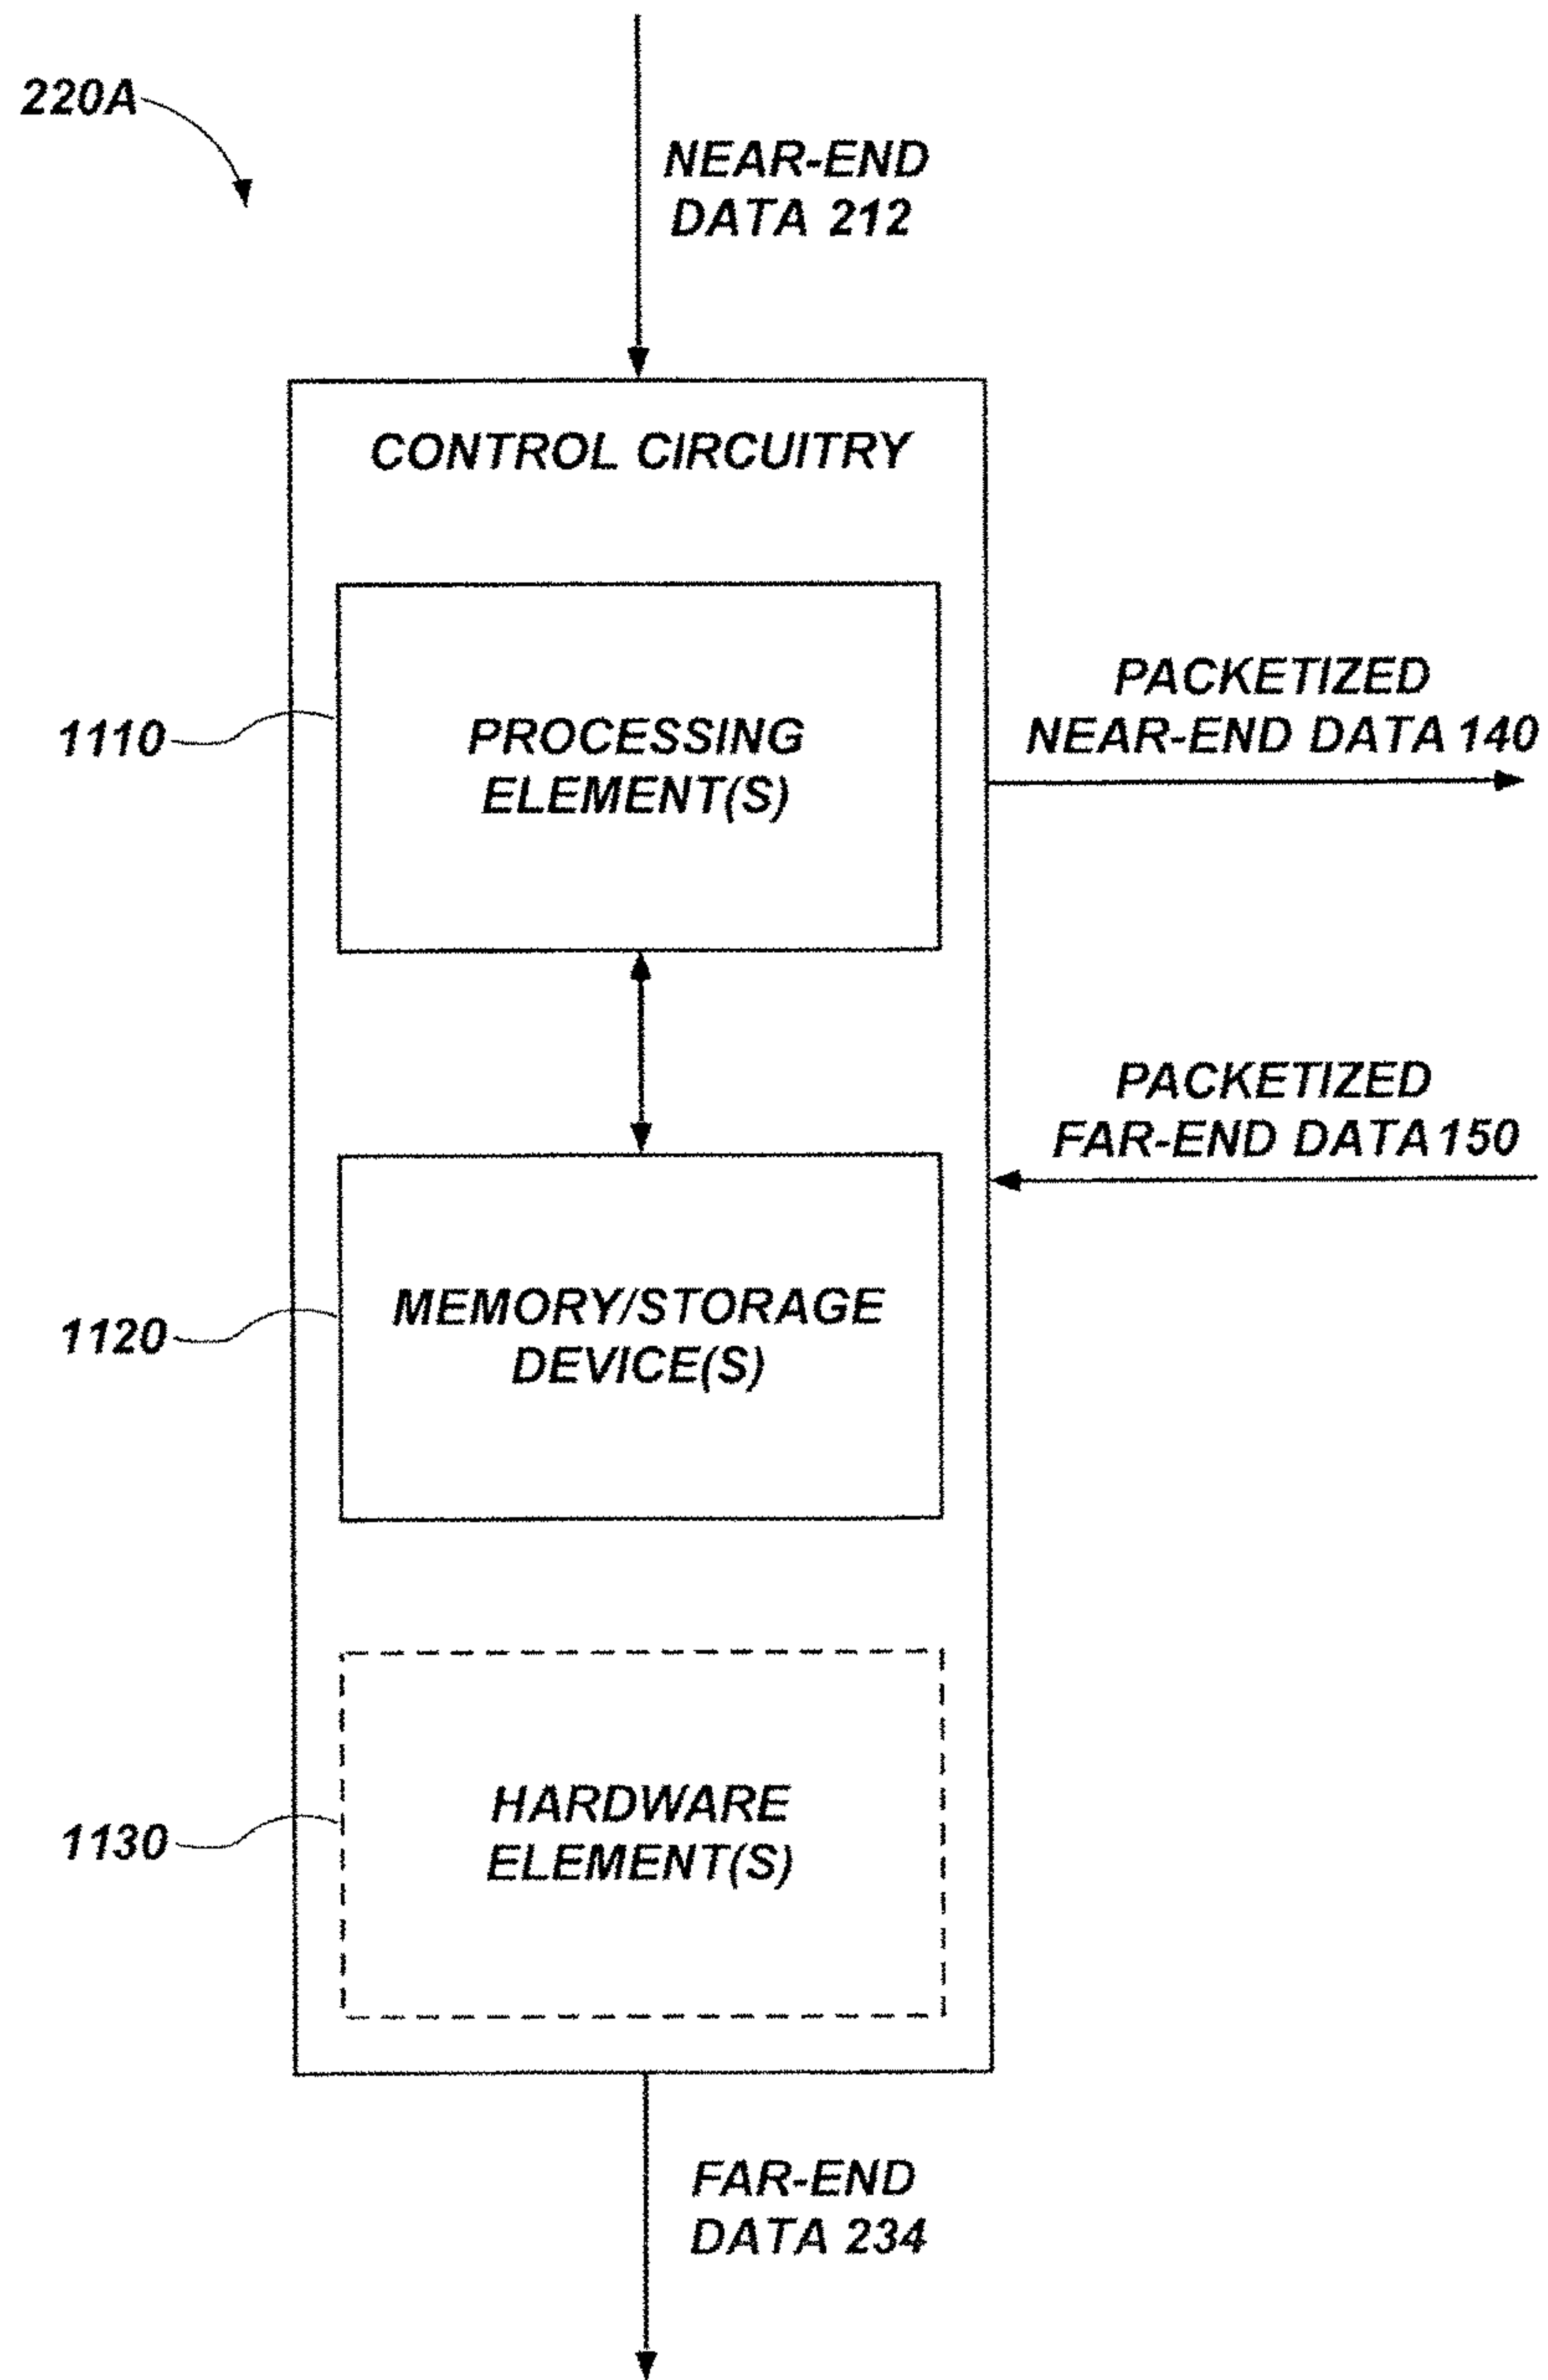 220A
NEAR-END
DATA 212
CONTROL CIRCUITRY
1110
PROCESSING
ELEMENT(S)
PACKETIZED
NEAR-END DATA 140
PACKETIZED
FAR-END DATA 150
1120
MEMORY/STORAGE
DEVICE(S)
1130
HARDWARE
ELEMENT(S)
FAR-END
DATA 234